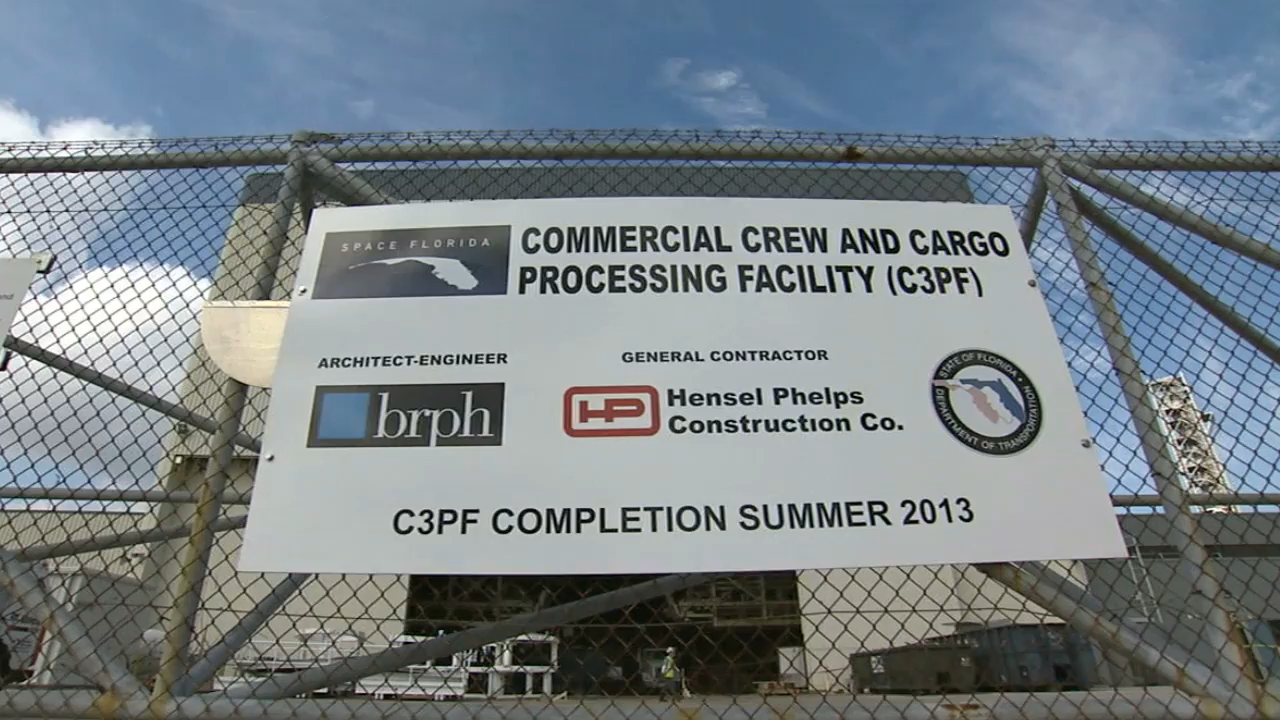 SPACE FLORIDA
COMMERCIAL CREW AND CARGO
PROCESSING FACILITY (C3PF)
ARCHITECT-ENGINEER
brph
GENERAL CONTRACTOR
HP
Hensel Phelps
Construction Co.
STATE OF FLORIDA
DEPARTMENT OF TRANSPORTATION
C3PF COMPLETION SUMMER 2013